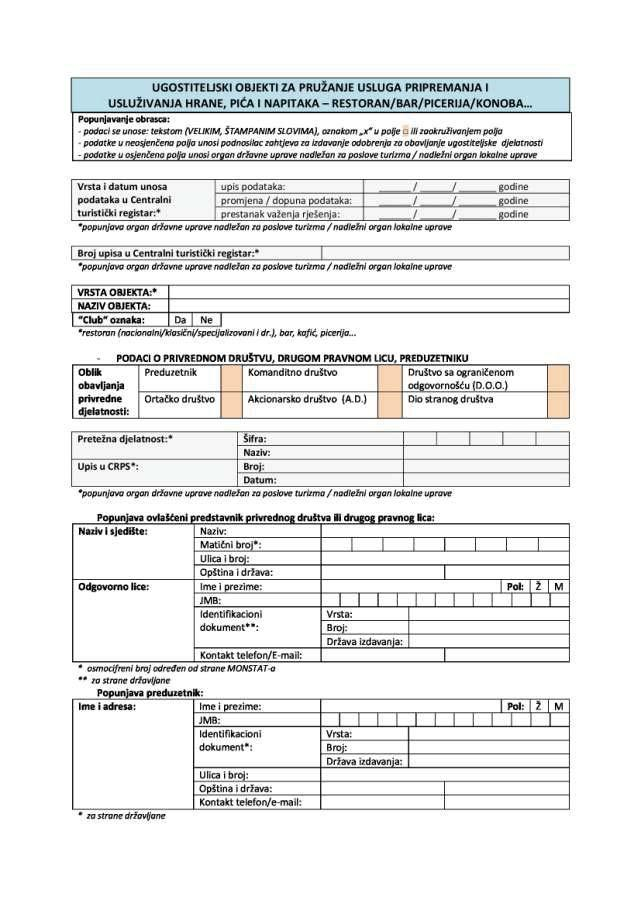 UGOSTITELJSKI OBJEKTI ZA PRUŽANJE USLUGA PRIPREMANJA I
USLUŽIVANJA HRANE, PIĆA I NAPITAKA – RESTORAN/BAR/PICERIJA/KONOBA…
Popunjavanje obrasca:
- podaci se unose: tekstom (VELIKIM, ŠTAMPANIM SLOVIMA), oznakom „x“ u polje □ ili zaokruživanjem polja
- podatke u neosjenčena polja unosi podnosilac zahtjeva za izdavanje odobrenja za obavljanje ugostiteljske djelatnosti
- podatke u osjenčena polja unosi organ državne uprave nadležan za poslove turizma / nadležni organ lokalne uprave
Vrsta i datum unosa podataka u Centralni turistički registar:*
upis podataka: ______ / ______/ _______ godine
promjena / dopuna podataka: ______ / ______/ _______ godine
prestanak važenja rješenja: ______ / ______/ _______ godine
*popunjava organ državne uprave nadležan za poslove turizma / nadležni organ lokalne uprave
Broj upisa u Centralni turistički registar:*
*popunjava organ državne uprave nadležan za poslove turizma / nadležni organ lokalne uprave
VRSTA OBJEKTA:*
NAZIV OBJEKTA:
“Club“ oznaka: Da Ne
*restoran (nacionalni/klasični/specijalizovani i dr.), bar, kafić, picerija...
- PODACI O PRIVREDNOM DRUŠTVU, DRUGOM PRAVNOM LICU, PREDUZETNIKU
Oblik obavljanja privredne djelatnosti:
Preduzetnik Komanditno društvo Društvo sa ograničenom odgovornošću (D.O.O.)
Ortačko društvo Akcionarsko društvo (A.D.) Dio stranog društva
Pretežna djelatnost:* Šifra:
Naziv:
Upis u CRPS*: Broj:
Datum:
*popunjava organ državne uprave nadležan za poslove turizma / nadležni organ lokalne uprave
Popunjava ovlašćeni predstavnik privrednog društva ili drugog pravnog lica:
Naziv i sjedište: Naziv:
Matični broj*:
Ulica i broj:
Opština i država:
Odgovorno lice: Ime i prezime: Pol: Ž M
JMB:
Identifikacioni dokument**: Vrsta:
Broj:
Država izdavanja:
Kontakt telefon/E-mail:
* osmocifreni broj određen od strane MONSTAT-a
** za strane državljane
Popunjava preduzetnik:
Ime i adresa: Ime i prezime: Pol: Ž M
JMB:
Identifikacioni dokument*: Vrsta:
Broj:
Država izdavanja:
Ulica i broj:
Opština i država:
Kontakt telefon/e-mail:
* za strane državljane